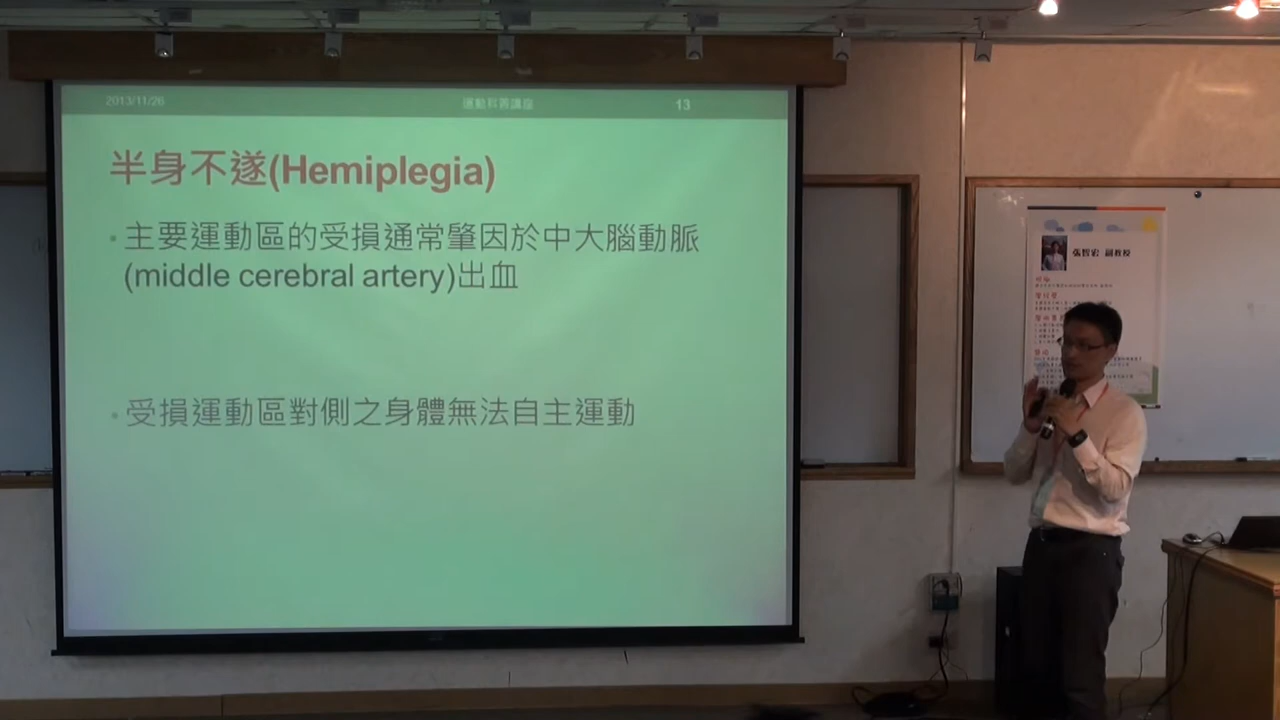 2013/11/26
運動科普講座
13
半身不遂(Hemiplegia)
主要運動區的受損通常肇因於中大腦動脈
(middle cerebral artery)出血
受損運動區對側之身體無法自主運動
張智宏 副教授